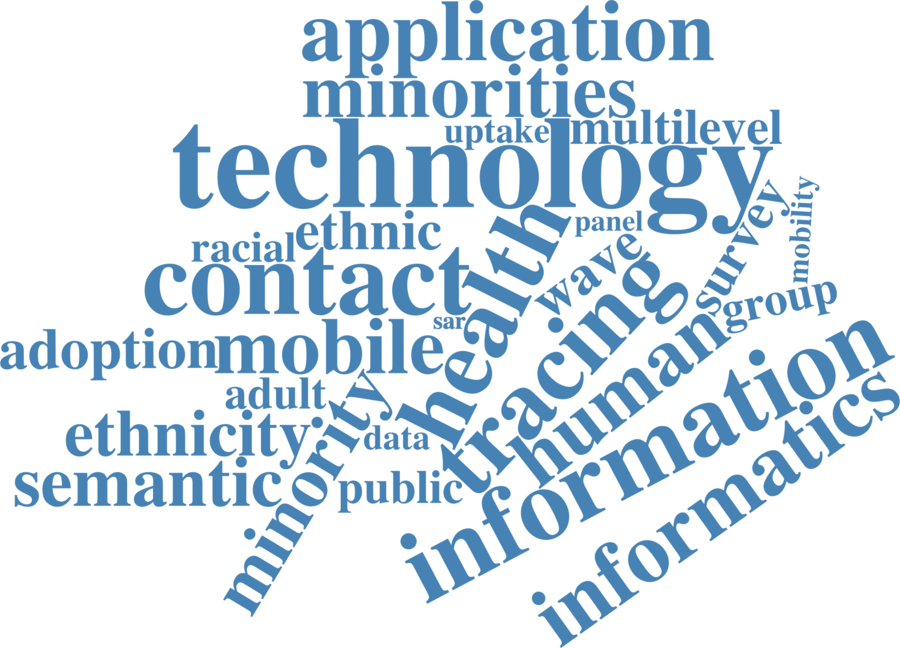 application
minorities
uptake multilevel
technology
mobility
survey
panel
ethnic
racial
health
wave
contact
tracing
group
sar
human
adoption mobile
information
adult
minority
informatics
ethnicity
data
semantic
public